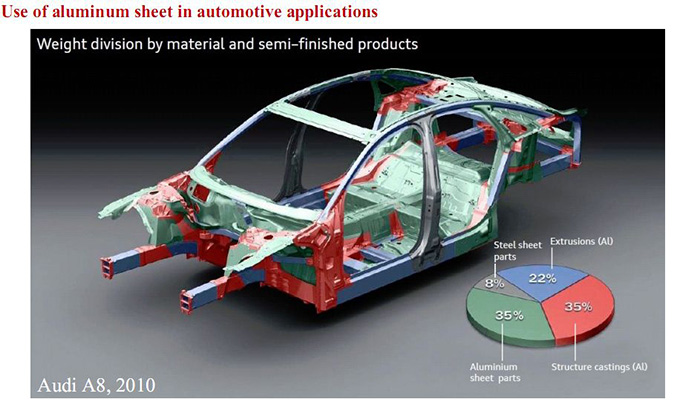 Use of aluminum sheet in automotive applications
Weight division by material and semi-finished products
Steel sheet
parts
Extrusions (Al)
8%
22%
35%
35%
Aluminium
sheet parts
Structure castings (Al)
Audi A8, 2010